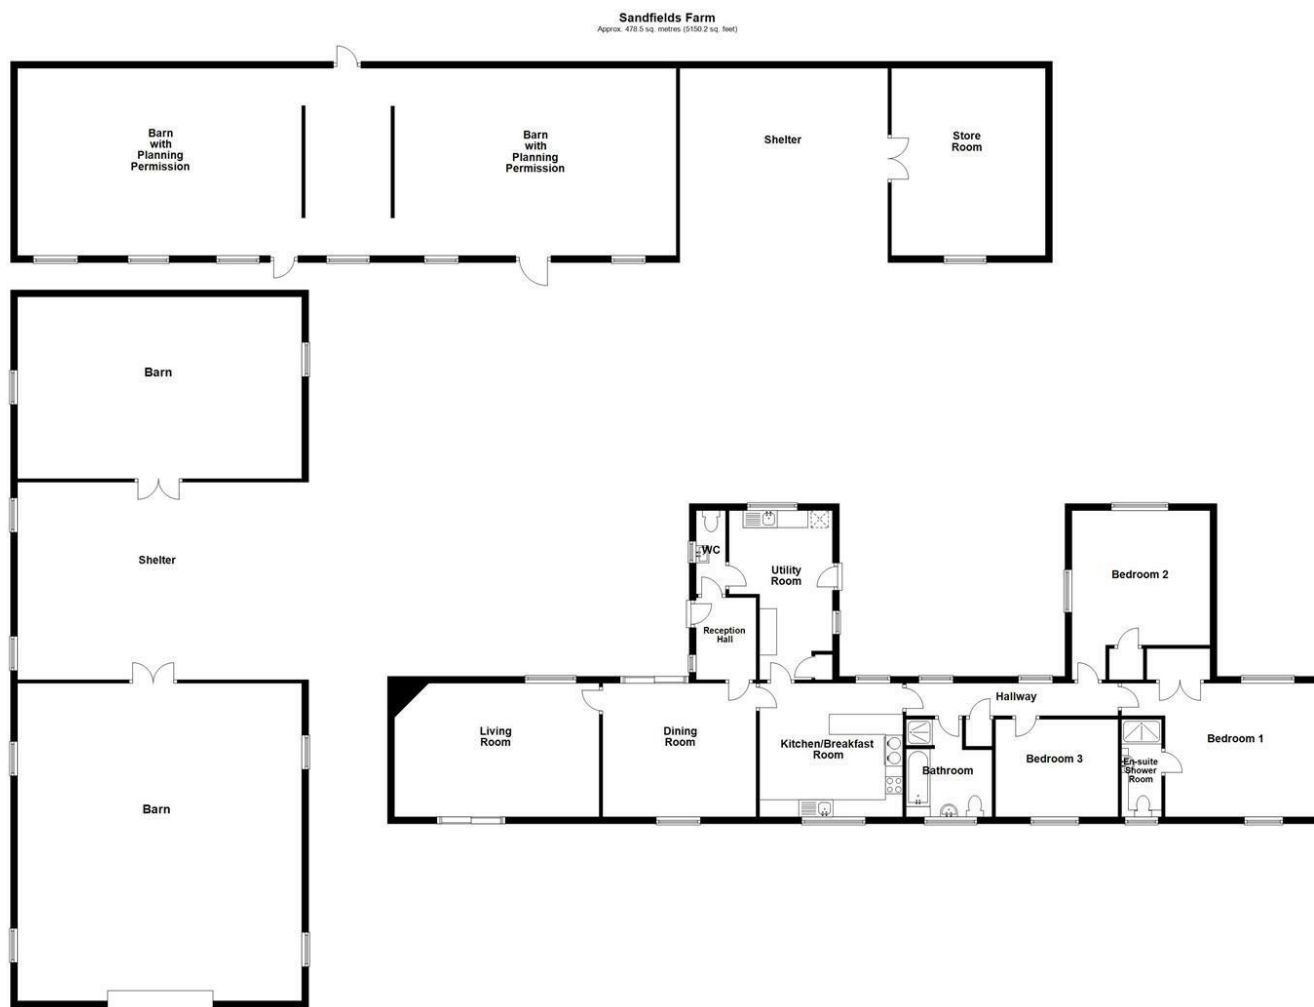 Sandfields Farm
Approx. 478.5 sq. metres (5150.2 sq. feet)
Barn
with
Planning
Permission
Barn
with
Planning
Permission
Shelter
Store
Room
Barn
Shelter
Barn
WC
Utility
Room
Reception
Hall
Bedroom 2
Living
Room
Dining
Room
Kitchen/Breakfast
Room
Hallway
Bathroom
Bedroom 3
En-suite
Shower
Room
Bedroom 1